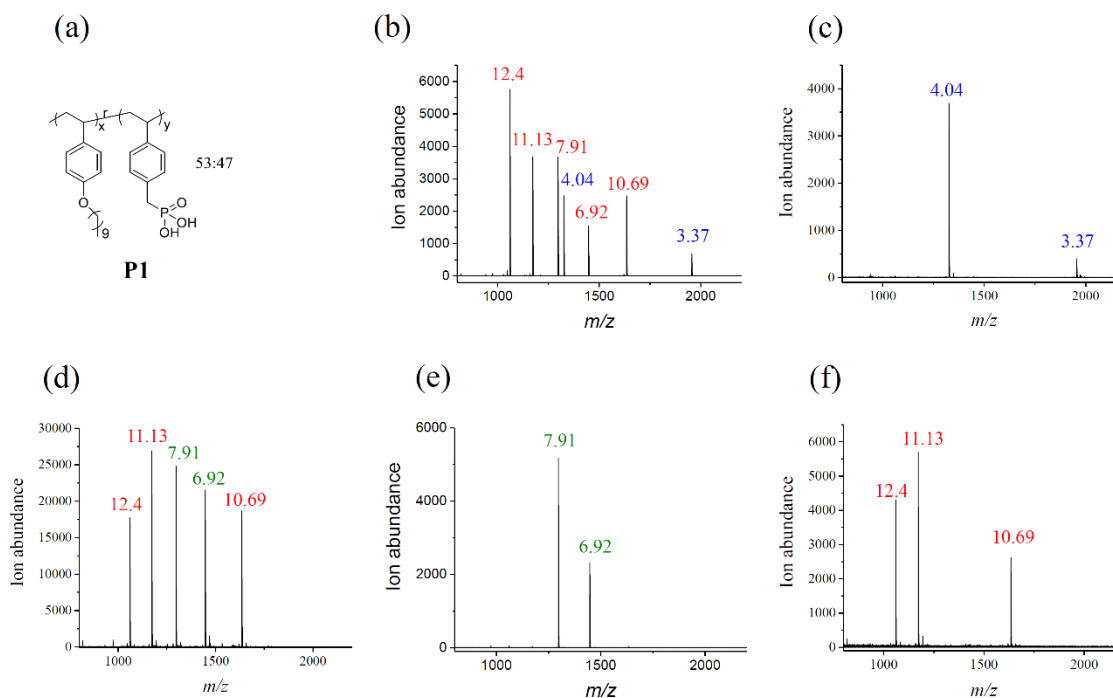 (a)
r
x
y
53:47
O
9
P
O
OH
OH
P1
(b)
Ion abundance
6000
5000
4000
3000
2000
1000
0
12.4
11.13
7.91
4.04
6.92
10.69
3.37
1000
1500
2000
m/z
(c)
Ion abundance
4000
3000
2000
1000
0
4.04
3.37
1000
1500
2000
m/z
(d)
Ion abundance
30000
25000
20000
15000
10000
5000
0
12.4
11.13
7.91
6.92
10.69
1000
1500
2000
m/z
(e)
Ion abundance
6000
4000
2000
0
7.91
6.92
1000
1500
2000
m/z
(f)
Ion abundance
6000
5000
4000
3000
2000
1000
0
12.4
11.13
10.69
1000
1500
2000
m/z